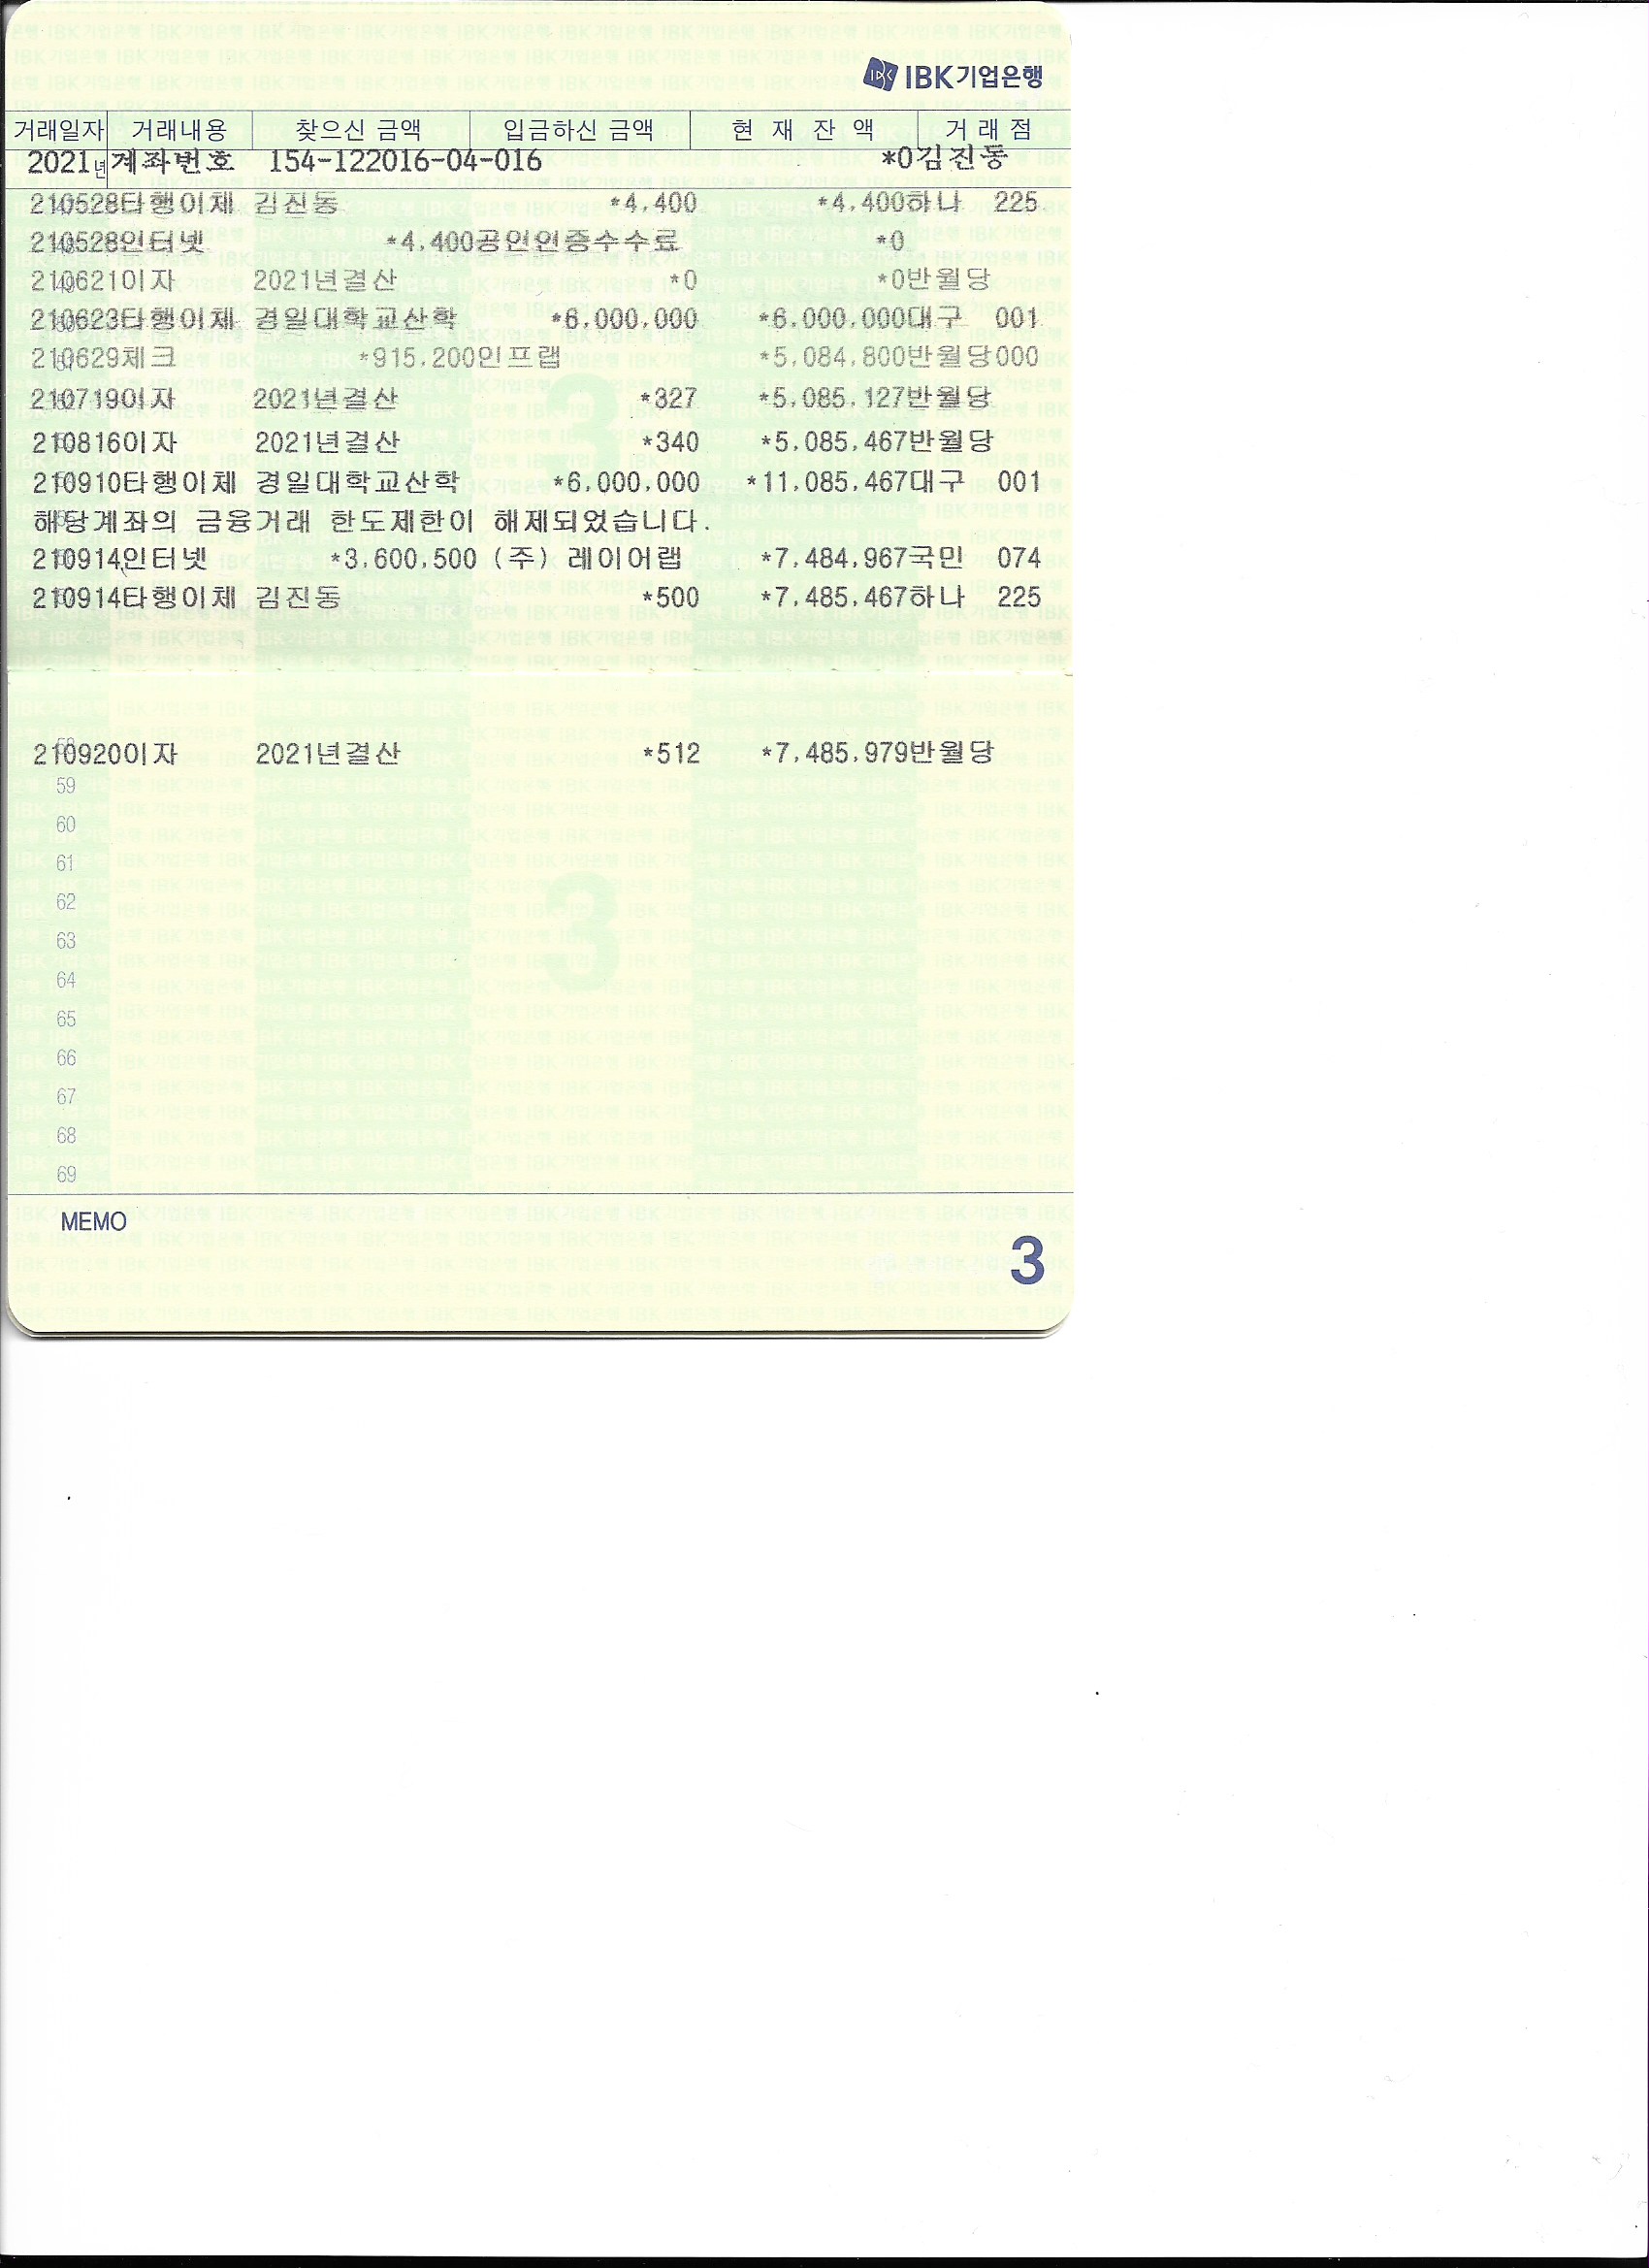 IBK기업은행
거래일자 거래내용 찾으신 금액 입금하신 금액 현 재 잔 액 거 래 점
2021년 계좌번호 154-122016-04-016 *0김진동
210528타행이체 김진동 *4,400 *4,400하나 225
210528인터넷 *4,400공인인증수수료 *0
210621이자 2021년결산 *0 *0반월당
210623타행이체 경일대학교산학 *6,000,000 *6,000,000대구 001
210629체크 *915,200인프랩 *5,084,800반월당000
210719이자 2021년결산 *327 *5,085,127반월당
210816이자 2021년결산 *340 *5,085,467반월당
210910타행이체 경일대학교산학 *6,000,000 *11,085,467대구 001
해당계좌의 금융거래 한도제한이 해제되었습니다.
210914인터넷 *3,600,500 (주) 레이어랩 *7,484,967국민 074
210914타행이체 김진동 *500 *7,485,467하나 225
210920이자 2021년결산 *512 *7,485,979반월당
59
60
61
62
63
64
65
66
67
68
69
MEMO
3